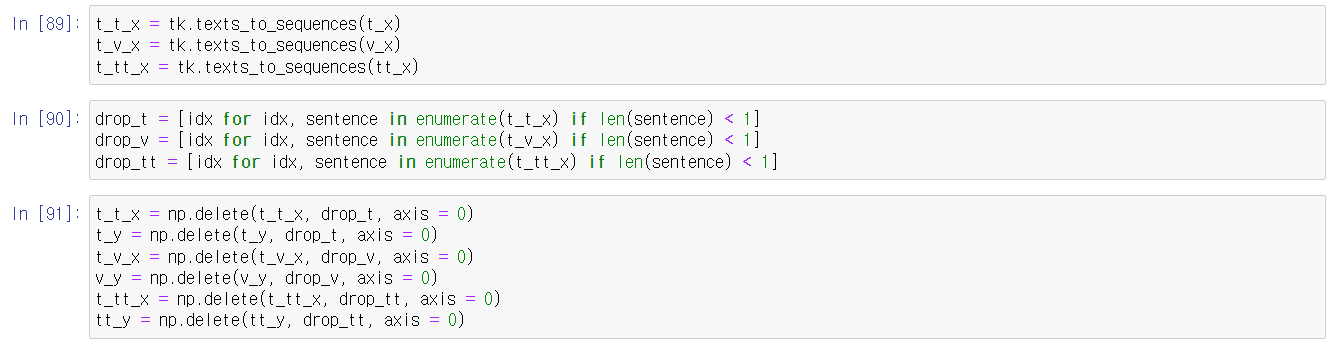 In [89]: t_t_x = tk.texts_to_sequences(t_x)
t_v_x = tk.texts_to_sequences(v_x)
t_tt_x = tk.texts_to_sequences(tt_x)
In [90]: drop_t = [idx for idx, sentence in enumerate(t_t_x) if len(sentence) < 1]
drop_v = [idx for idx, sentence in enumerate(t_v_x) if len(sentence) < 1]
drop_tt = [idx for idx, sentence in enumerate(t_tt_x) if len(sentence) < 1]
In [91]: t_t_x = np.delete(t_t_x, drop_t, axis = 0)
t_y = np.delete(t_y, drop_t, axis = 0)
t_v_x = np.delete(t_v_x, drop_v, axis = 0)
v_y = np.delete(v_y, drop_v, axis = 0)
t_tt_x = np.delete(t_tt_x, drop_tt, axis = 0)
tt_y = np.delete(tt_y, drop_tt, axis = 0)